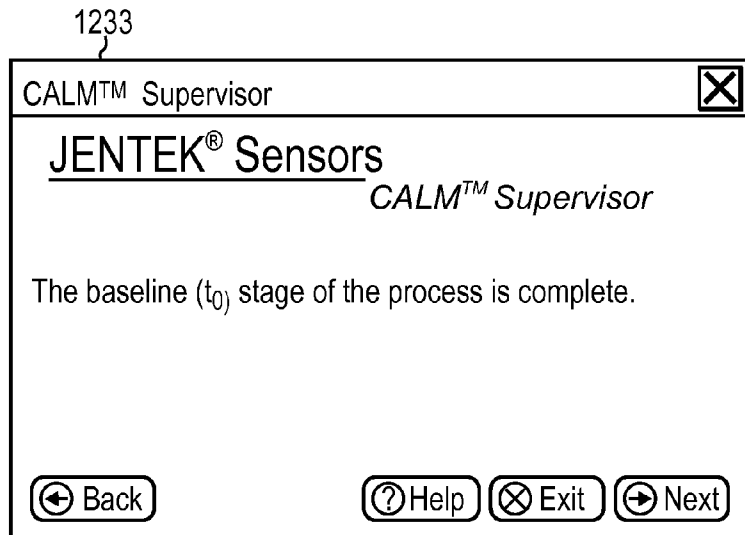 1233
CALM™ Supervisor
JENTEK® Sensors
CALM™ Supervisor
The baseline (t0) stage of the process is complete.
Back Help Exit Next